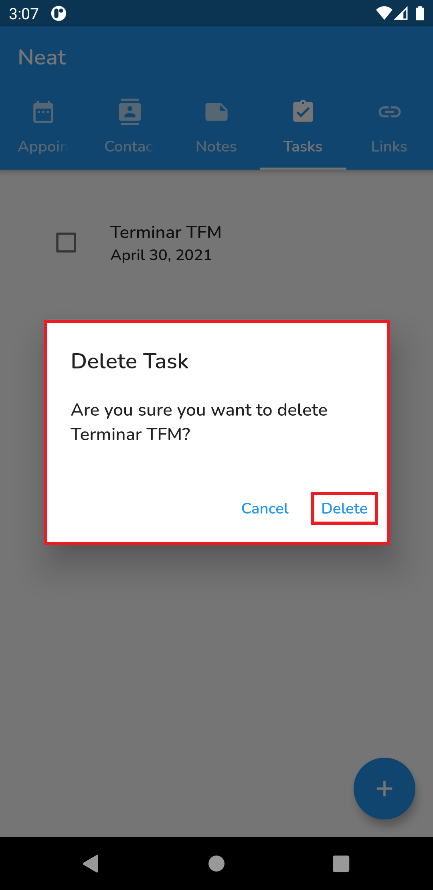 3:07
Neat
Appoin
Contac
Notes
Tasks
Links
Terminar TFM
April 30, 2021
Delete Task
Are you sure you want to delete
Terminar TFM?
Cancel
Delete